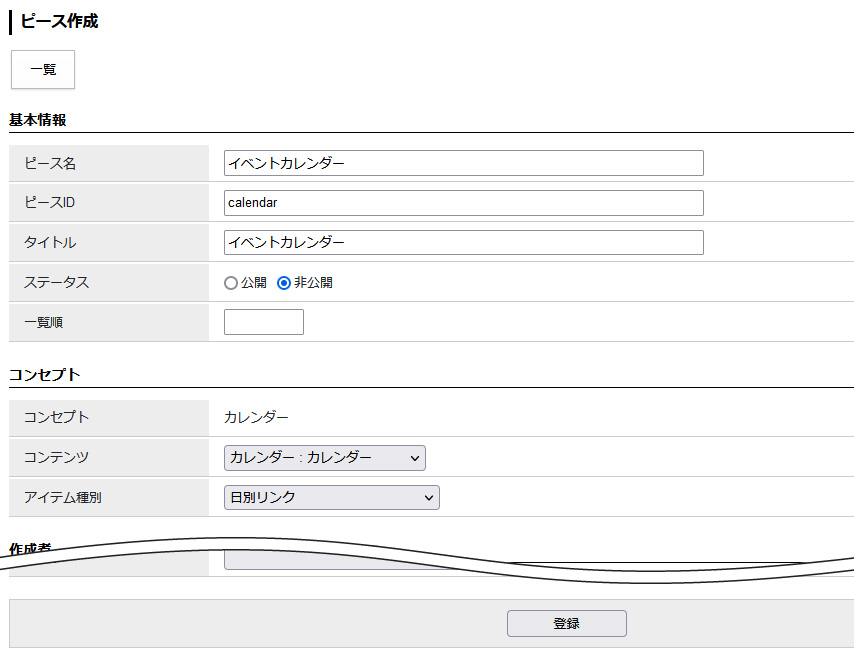 ピース作成
一覧
基本情報
ピース名 イベントカレンダー
ピースID calendar
タイトル イベントカレンダー
ステータス 公開 非公開
一覧順
コンセプト
コンセプト カレンダー
コンテンツ カレンダー : カレンダー
アイテム種別 日別リンク
作成者
登録